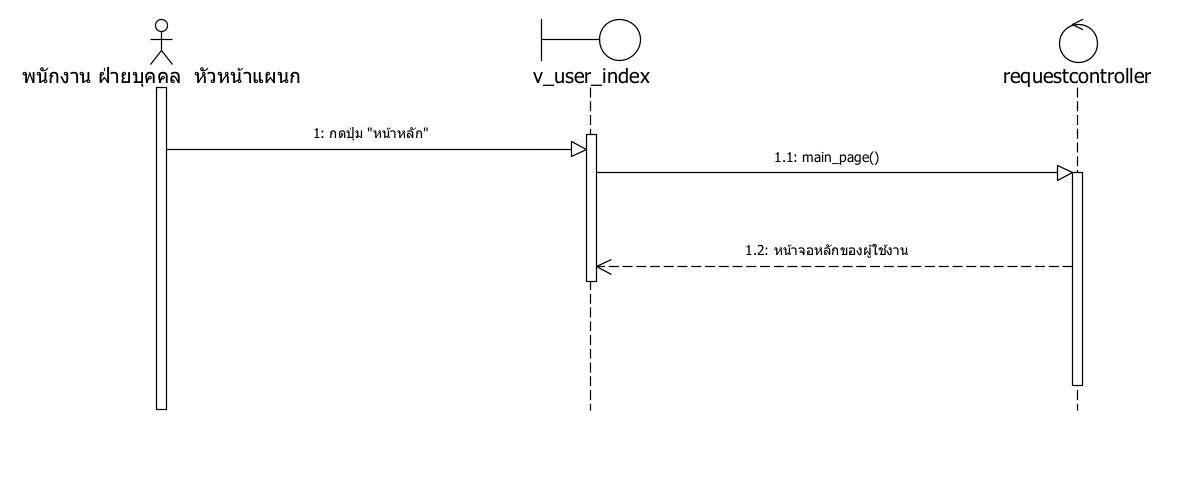 พนักงาน ฝ่ายบุคคล หัวหน้าแผนก
v_user_index
requestcontroller
1: กดปุ่ม "หน้าหลัก"
1.1: main_page()
1.2: หน้าจอหลักของผู้ใช้งาน